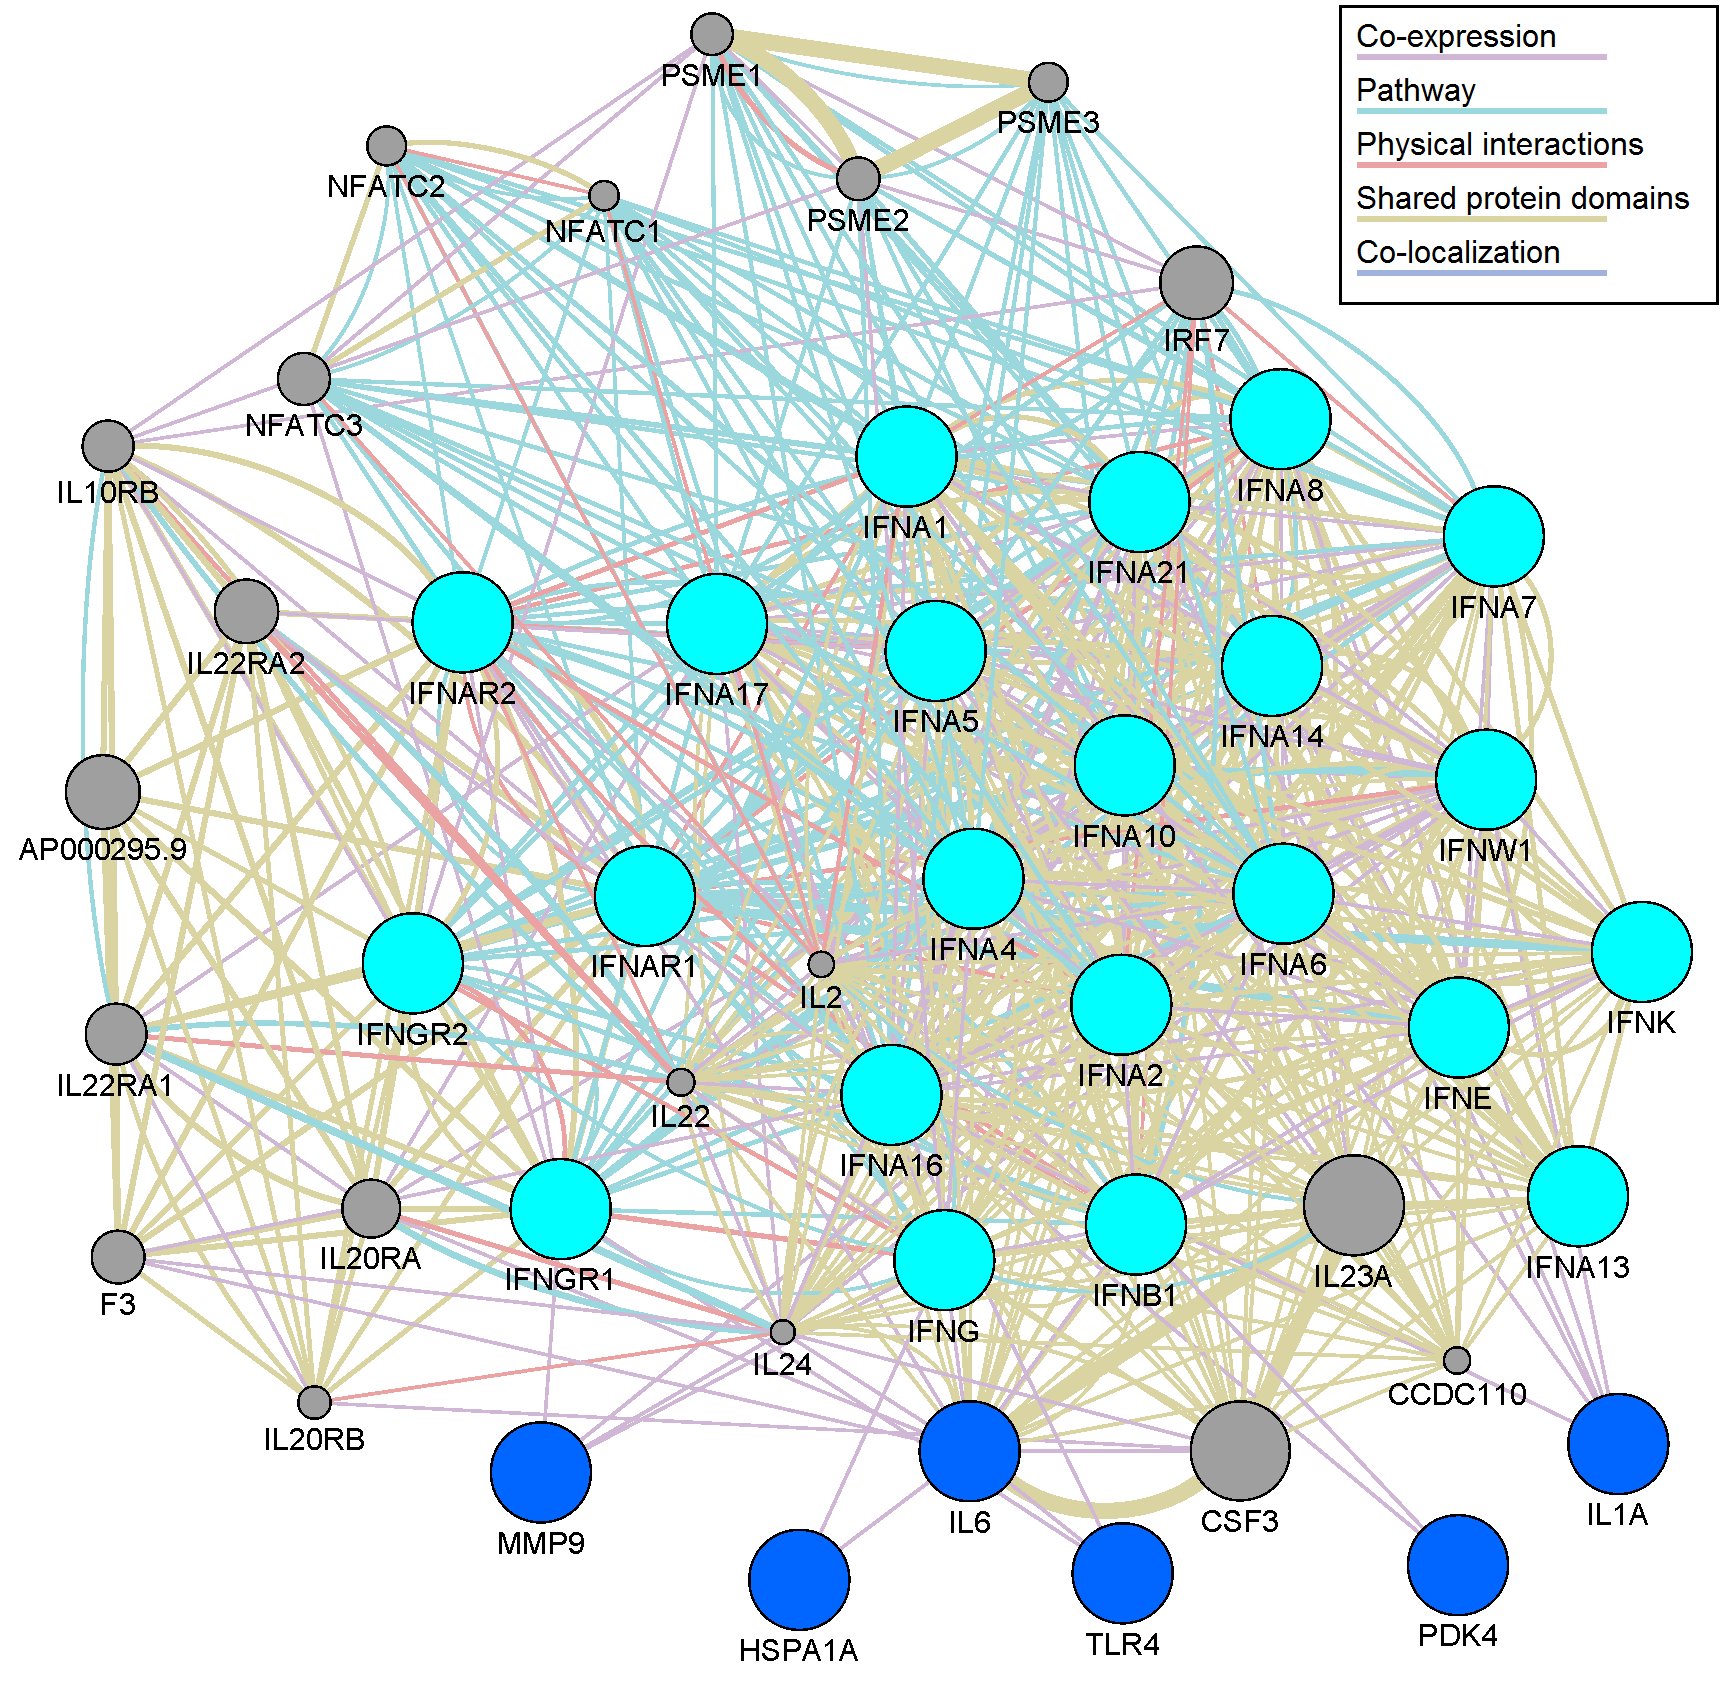 Co-expression
Pathway
Physical interactions
Shared protein domains
Co-localization
PSME1
PSME3
NFATC2
NFATC1
PSME2
IRF7
NFATC3
IL10RB
IFNA1
IFNA8
IFNA21
IFNA7
IL22RA2
IFNAR2
IFNA17
IFNA5
IFNA14
AP000295.9
IFNA10
IFNW1
IFNAR1
IFNA4
IFNA6
IFNK
IFNGR2
IL2
IFNA2
IFNE
IL22RA1
IL22
IFNA16
IL20RA
IFNGR1
IFNG
IFNB1
IL23A
IFNA13
F3
IL24
CCDC110
IL20RB
MMP9
IL6
CSF3
IL1A
HSPA1A
TLR4
PDK4